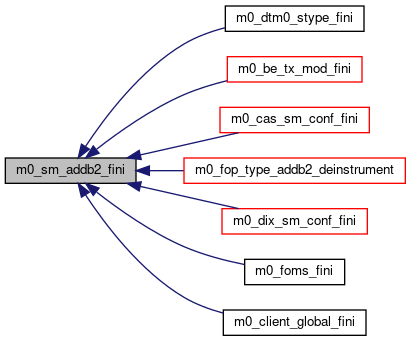 m0_dtm0_stype_fini
m0_be_tx_mod_fini
m0_cas_sm_conf_fini
m0_sm_addb2_fini
m0_fop_type_addb2_deinstrument
m0_dix_sm_conf_fini
m0_foms_fini
m0_client_global_fini